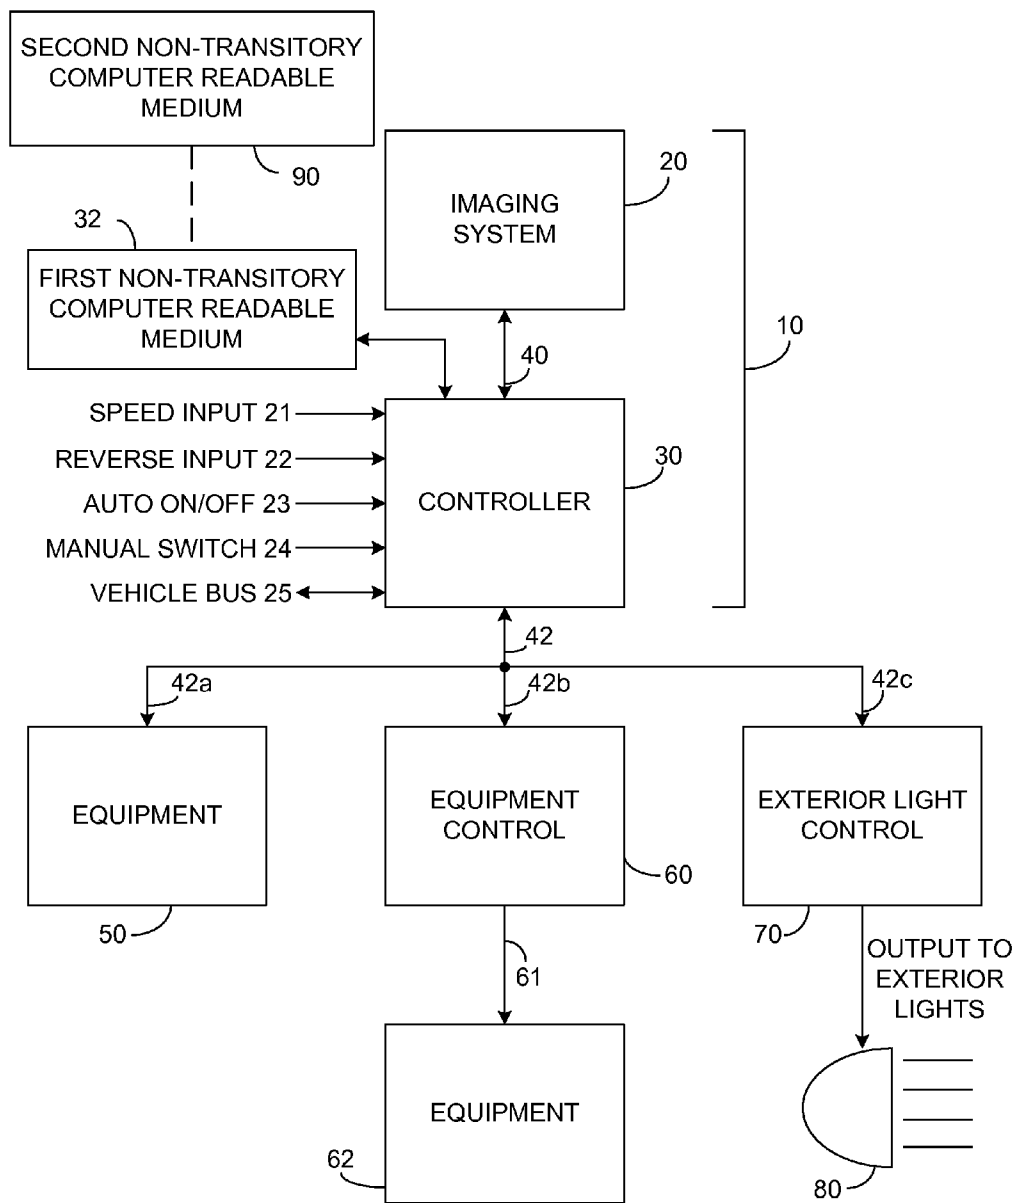 SECOND NON-TRANSITORY
COMPUTER READABLE
MEDIUM
90
20
IMAGING
SYSTEM
32
FIRST NON-TRANSITORY
COMPUTER READABLE
MEDIUM
10
40
SPEED INPUT 21
REVERSE INPUT 22
AUTO ON/OFF 23
MANUAL SWITCH 24
VEHICLE BUS 25
30
CONTROLLER
42
42a
42b
42c
EQUIPMENT
50
EQUIPMENT
CONTROL
60
EXTERIOR LIGHT
CONTROL
70
61
OUTPUT TO
EXTERIOR
LIGHTS
EQUIPMENT
62
80